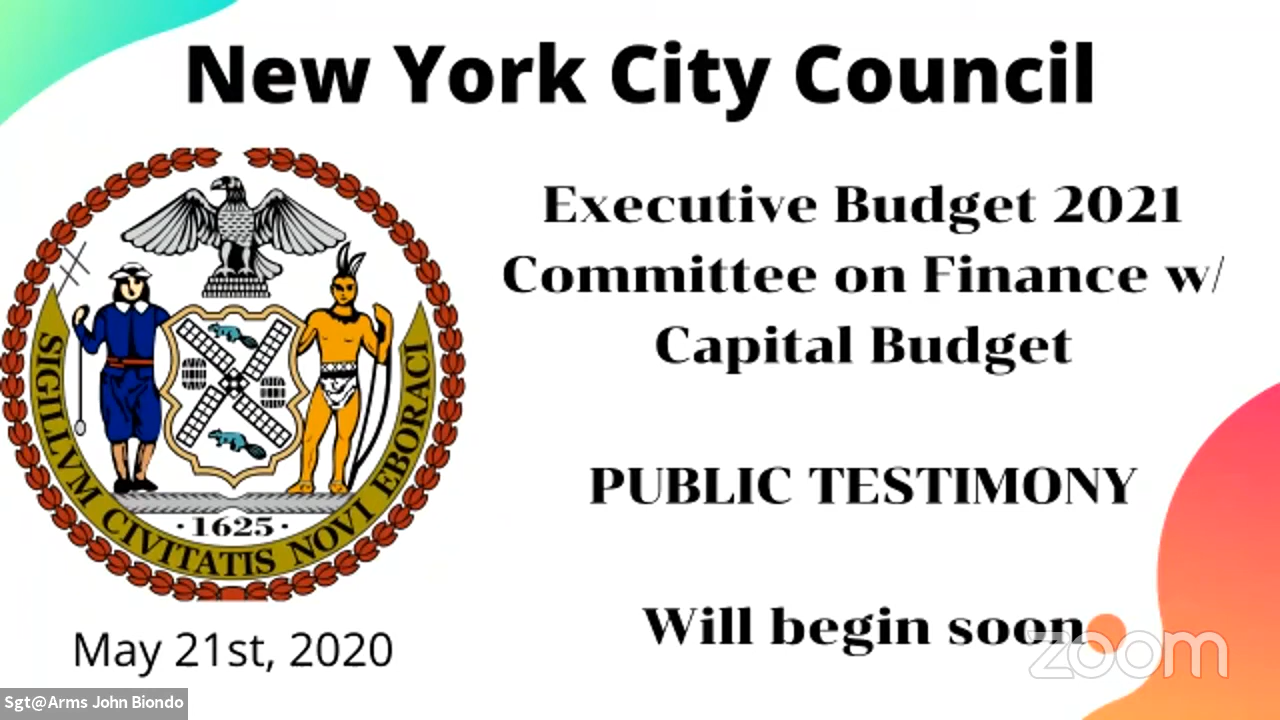 New York City Council
Executive Budget 2021
Committee on Finance w/
Capital Budget
PUBLIC TESTIMONY
Will begin soon
SIGILLVM CIVITATIS NOVI EBORACI
·1625·
May 21st, 2020
zoom
Sgt@Arms John Biondo